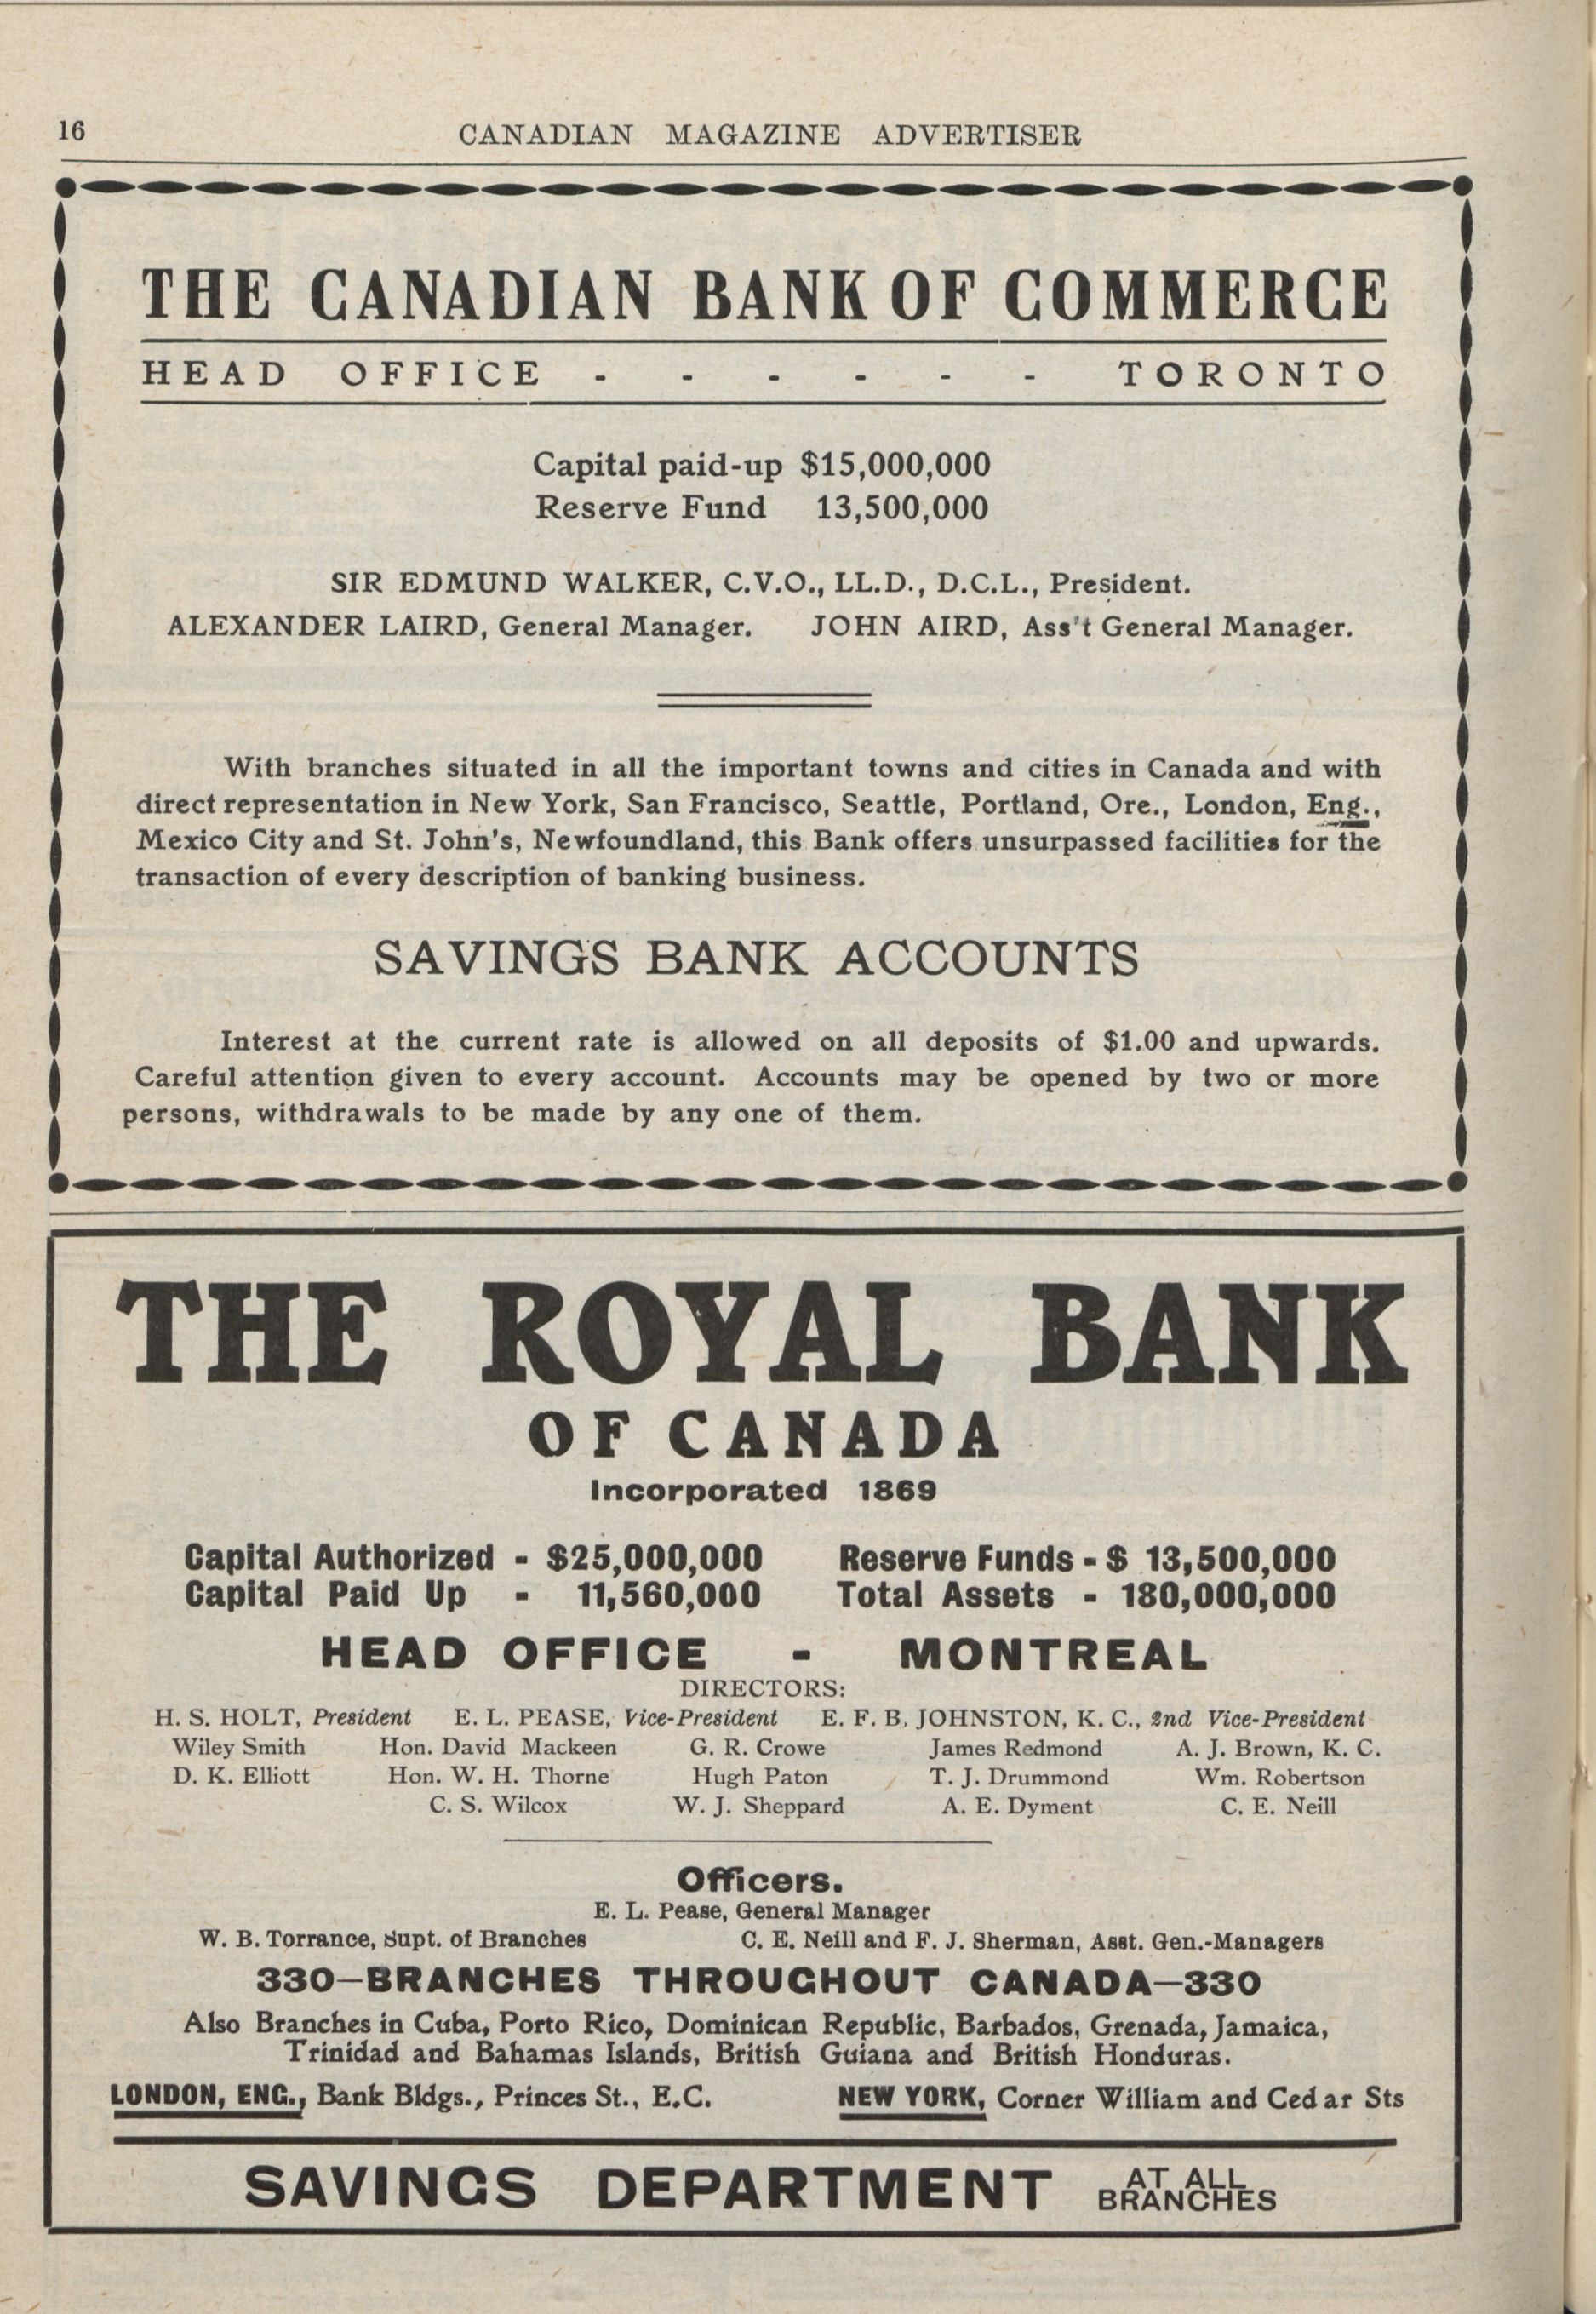 16
CANADIAN MAGAZINE ADVERTISER
THE CANADIAN BANK OF COMMERCE
HEAD OFFICE - - - - - - TORONTO
Capital paid-up $15,000,000
Reserve Fund 13,500,000
SIR EDMUND WALKER, C.V.O., LL.D., D.C.L., President.
ALEXANDER LAIRD, General Manager. JOHN AIRD, Ass't General Manager.
With branches situated in all the important towns and cities in Canada and with
direct representation in New York, San Francisco, Seattle, Portland, Ore., London, Eng.,
Mexico City and St. John's, Newfoundland, this Bank offers unsurpassed facilities for the
transaction of every description of banking business.
SAVINGS BANK ACCOUNTS
Interest at the current rate is allowed on all deposits of $1.00 and upwards.
Careful attention given to every account. Accounts may be opened by two or more
persons, withdrawals to be made by any one of them.
THE ROYAL BANK
OF CANADA
Incorporated 1869
Capital Authorized - $25,000,000 Reserve Funds - $ 13,500,000
Capital Paid Up - 11,560,000 Total Assets - 180,000,000
HEAD OFFICE - MONTREAL
DIRECTORS:
H. S. HOLT, President E. L. PEASE, Vice-President E. F. B. JOHNSTON, K. C., 2nd Vice-President
Wiley Smith Hon. David Mackeen G. R. Crowe James Redmond A. J. Brown, K. C.
D. K. Elliott Hon. W. H. Thorne Hugh Paton T. J. Drummond Wm. Robertson
C. S. Wilcox W. J. Sheppard A. E. Dyment C. E. Neill
Officers.
E. L. Pease, General Manager
W. B. Torrance, Supt. of Branches C. E. Neill and F. J. Sherman, Asst. Gen.-Managers
330—BRANCHES THROUGHOUT CANADA—330
Also Branches in Cuba, Porto Rico, Dominican Republic, Barbados, Grenada, Jamaica,
Trinidad and Bahamas Islands, British Guiana and British Honduras.
LONDON, ENG., Bank Bldgs., Princes St., E.C. NEW YORK, Corner William and Ced ar Sts
SAVINGS DEPARTMENT AT ALL
BRANCHES